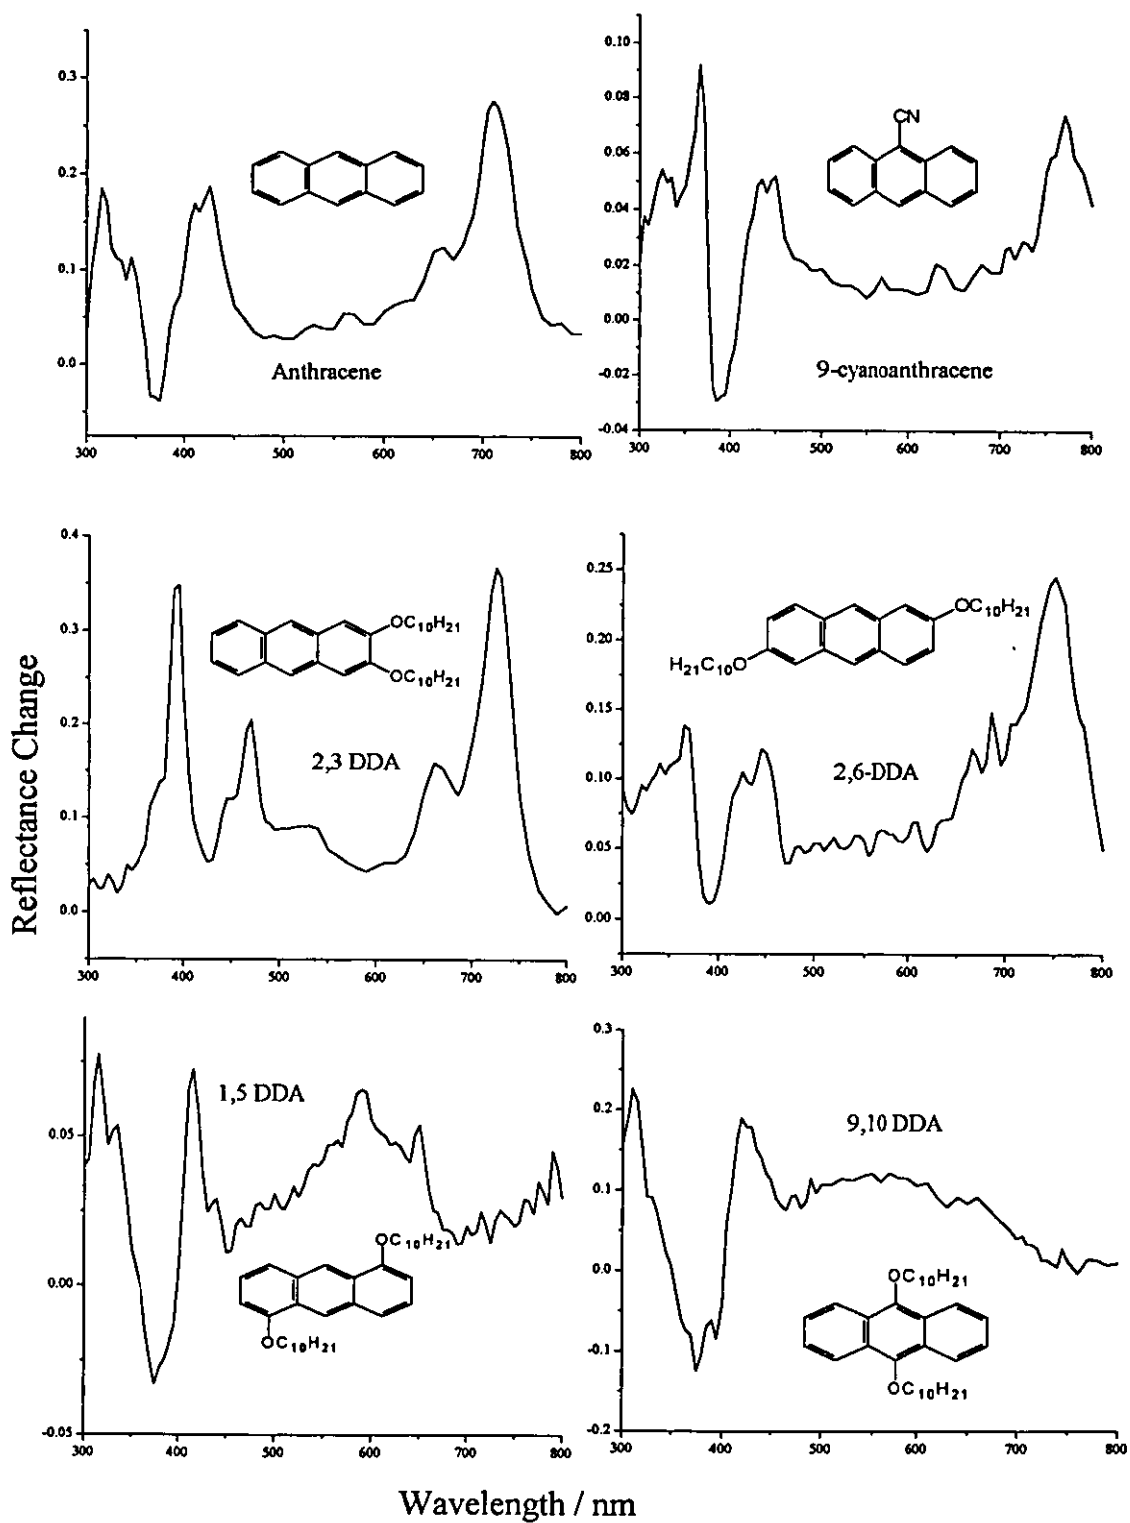 0.3
0.2
0.1
0.0
Anthracene
300 400 500 600 700 800
0.10
0.08
0.06
0.04
0.02
0.00
-0.02
-0.04
CN
9-cyanoanthracene
300 400 500 600 700 800
Reflectance Change
0.4
0.3
0.2
0.1
0.0
OC10H21
OC10H21
2,3 DDA
300 400 500 600 700 800
0.25
0.20
0.15
0.10
0.05
0.00
OC10H21
H21C10O
2,6-DDA
300 400 500 600 700 800
0.05
0.00
-0.05
1,5 DDA
OC10H21
OC10H21
300 400 500 600 700 800
0.3
0.2
0.1
0.0
-0.1
-0.2
9,10 DDA
OC10H21
OC10H21
300 400 500 600 700 800
Wavelength / nm